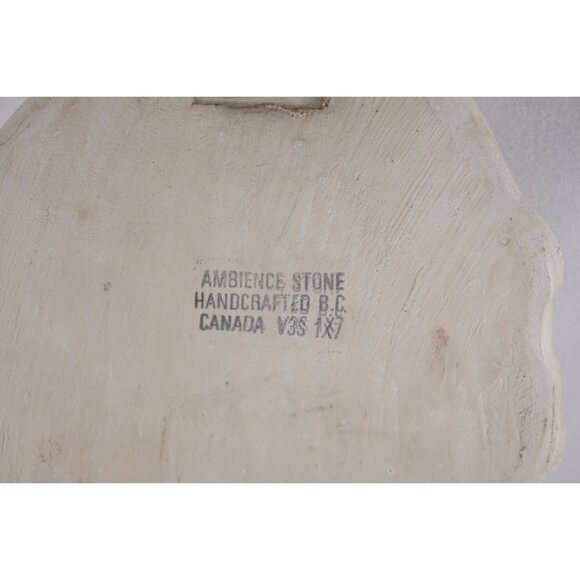 AMBIENCE STONE
HANDCRAFTED B.C.
CANADA V3S 1X7